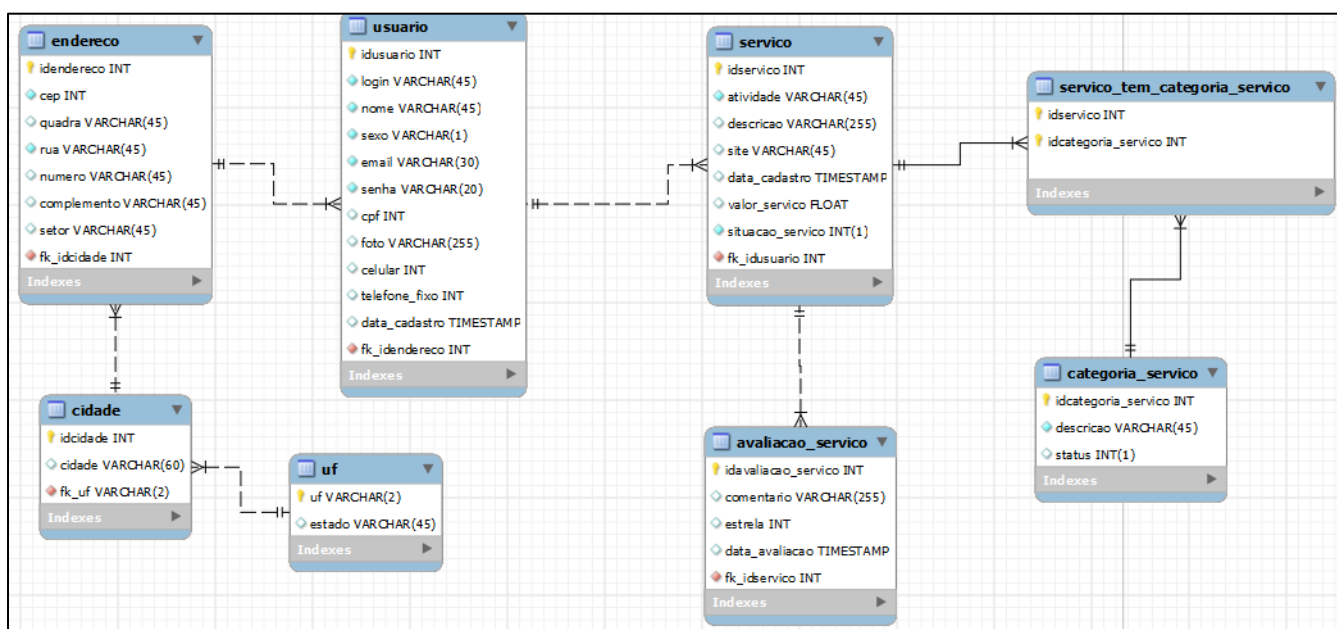 endereco
idendereco INT
cep INT
quadra VARCHAR(45)
rua VARCHAR(45)
numero VARCHAR(45)
complemento VARCHAR(45)
setor VARCHAR(45)
fk_idcidade INT
Indexes
usuario
idusuario INT
login VARCHAR(45)
nome VARCHAR(45)
sexo VARCHAR(1)
email VARCHAR(30)
senha VARCHAR(20)
cpf INT
foto VARCHAR(255)
celular INT
telefone_fixo INT
data_cadastro TIMESTAMP
fk_idendereco INT
Indexes
servico
idservico INT
atividade VARCHAR(45)
descricao VARCHAR(255)
site VARCHAR(45)
data_cadastro TIMESTAMP
valor_servico FLOAT
situacao_servico INT(1)
fk_idusuario INT
Indexes
servico_tem_categoria_servico
idservico INT
idcategoria_servico INT
Indexes
cidade
idcidade INT
cidade VARCHAR(60)
fk_uf VARCHAR(2)
Indexes
uf
uf VARCHAR(2)
estado VARCHAR(45)
Indexes
avaliacao_servico
idavaliacao_servico INT
comentario VARCHAR(255)
estrela INT
data_avaliacao TIMESTAMP
fk_idservico INT
Indexes
categoria_servico
idcategoria_servico INT
descricao VARCHAR(45)
status INT(1)
Indexes